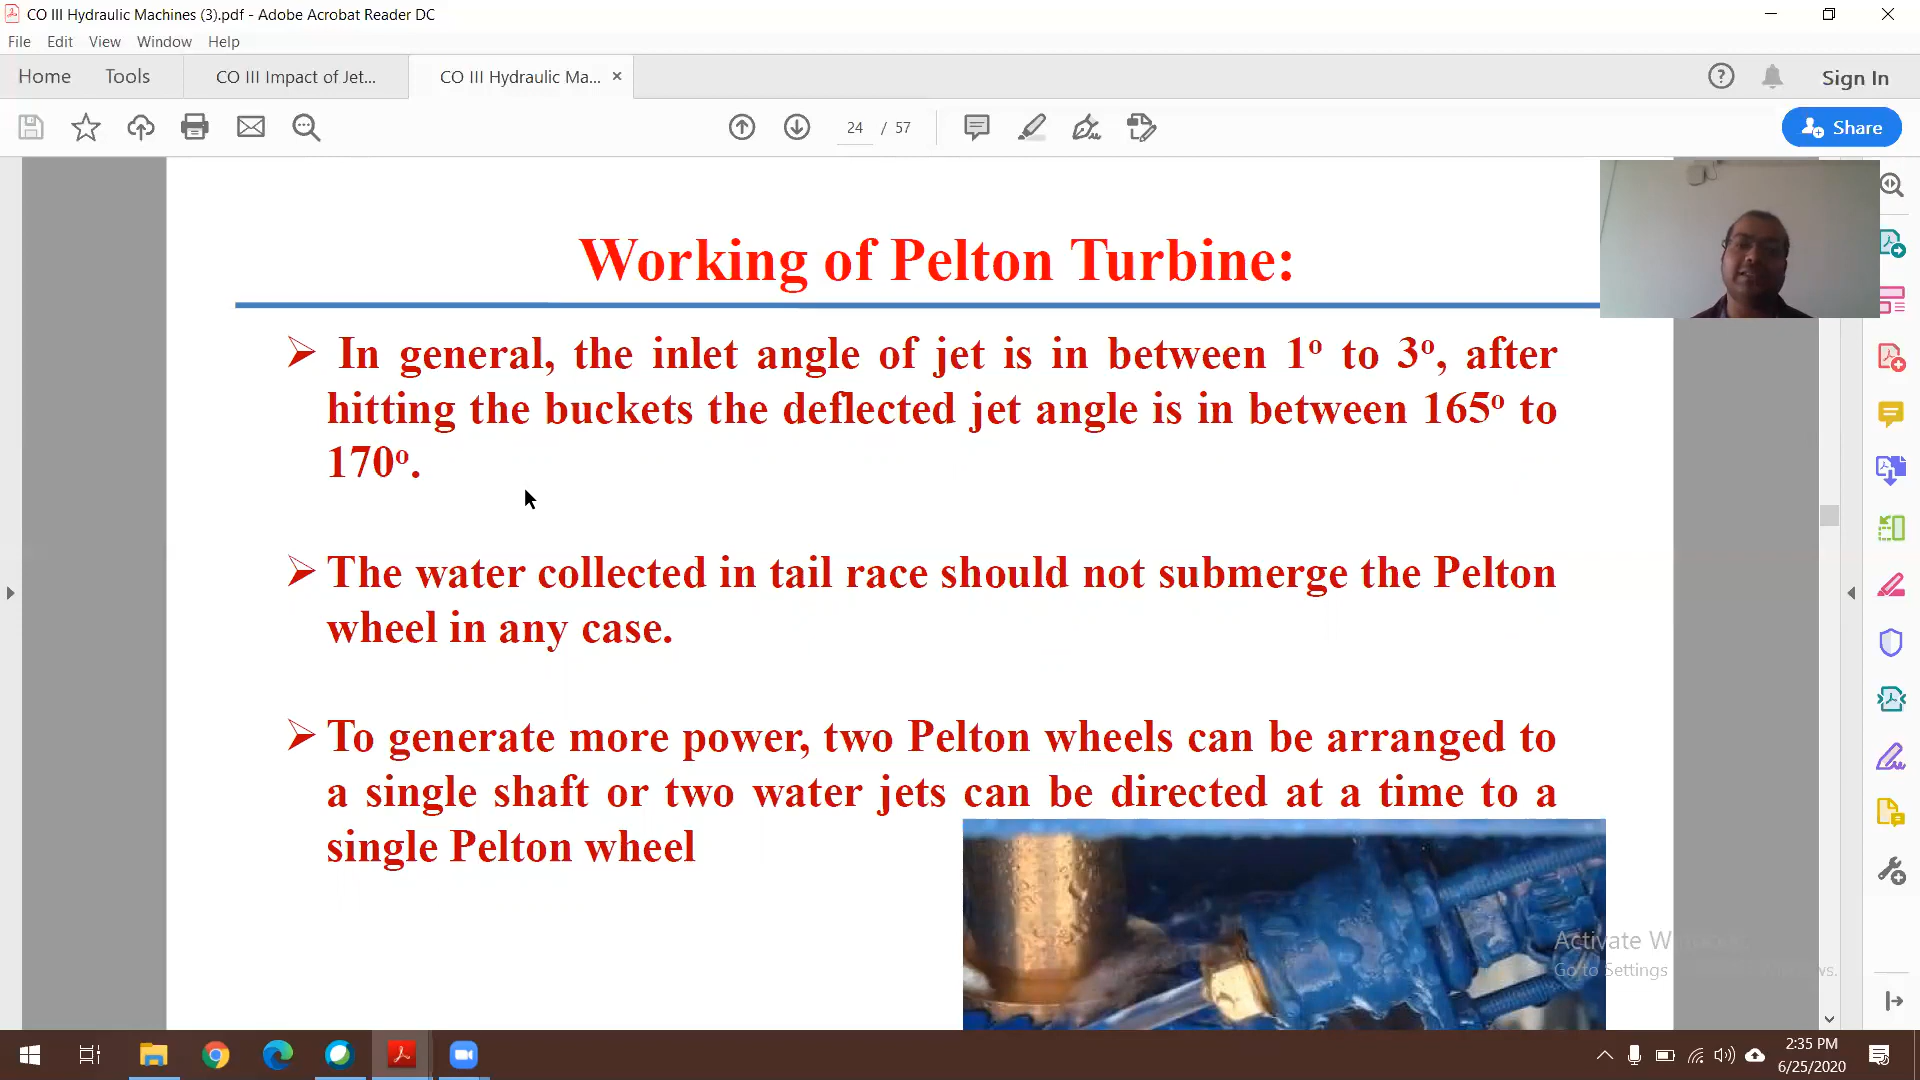 CO III Hydraulic Machines (3).pdf - Adobe Acrobat Reader DC
File Edit View Window Help
Home Tools CO III Impact of Jet... CO III Hydraulic Ma... × Sign In
24 / 57 Share
Working of Pelton Turbine:
➢ In general, the inlet angle of jet is in between 1º to 3º, after
hitting the buckets the deflected jet angle is in between 165º to
170º.
➢ The water collected in tail race should not submerge the Pelton
wheel in any case.
➢ To generate more power, two Pelton wheels can be arranged to
a single shaft or two water jets can be directed at a time to a
single Pelton wheel
Activate
Go to Settings
2:35 PM
6/25/2020